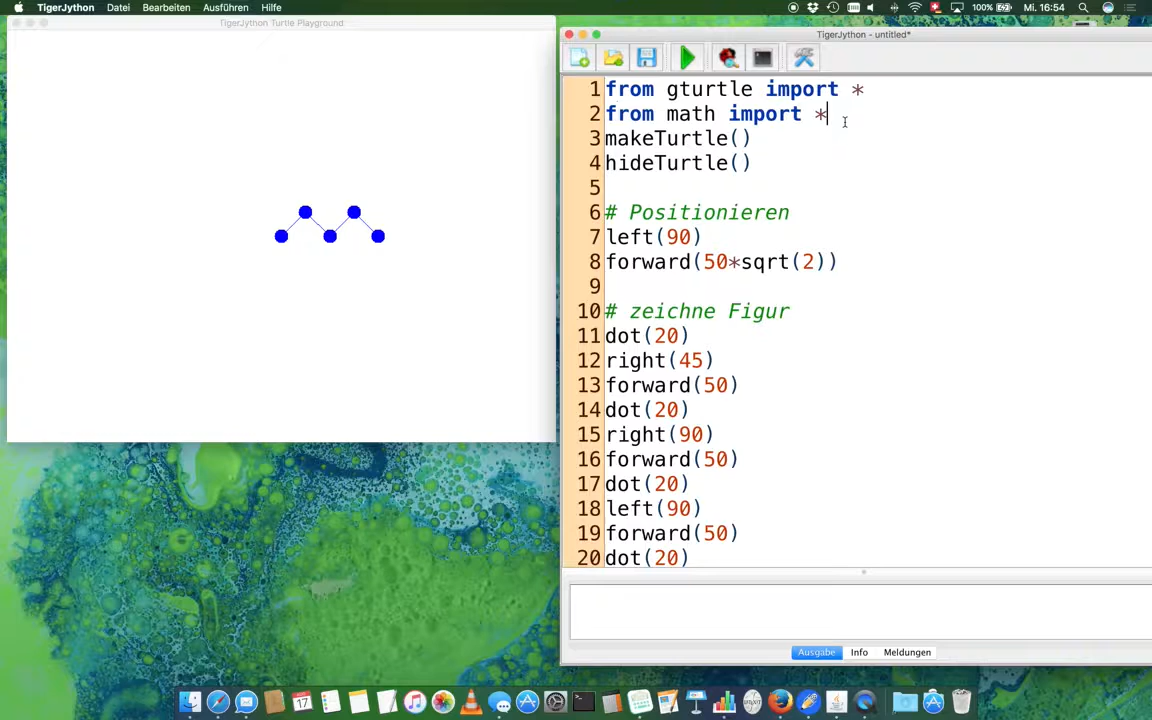 TigerJython Datei Bearbeiten Ausführen Hilfe 100% Mi. 16:54
TigerJython Turtle Playground
TigerJython - untitled*
1 from gturtle import *
2 from math import *
3 makeTurtle()
4 hideTurtle()
5
6 # Positionieren
7 left(90)
8 forward(50*sqrt(2))
9
10 # zeichne Figur
11 dot(20)
12 right(45)
13 forward(50)
14 dot(20)
15 right(90)
16 forward(50)
17 dot(20)
18 left(90)
19 forward(50)
20 dot(20)
Ausgabe Info Meldungen
17